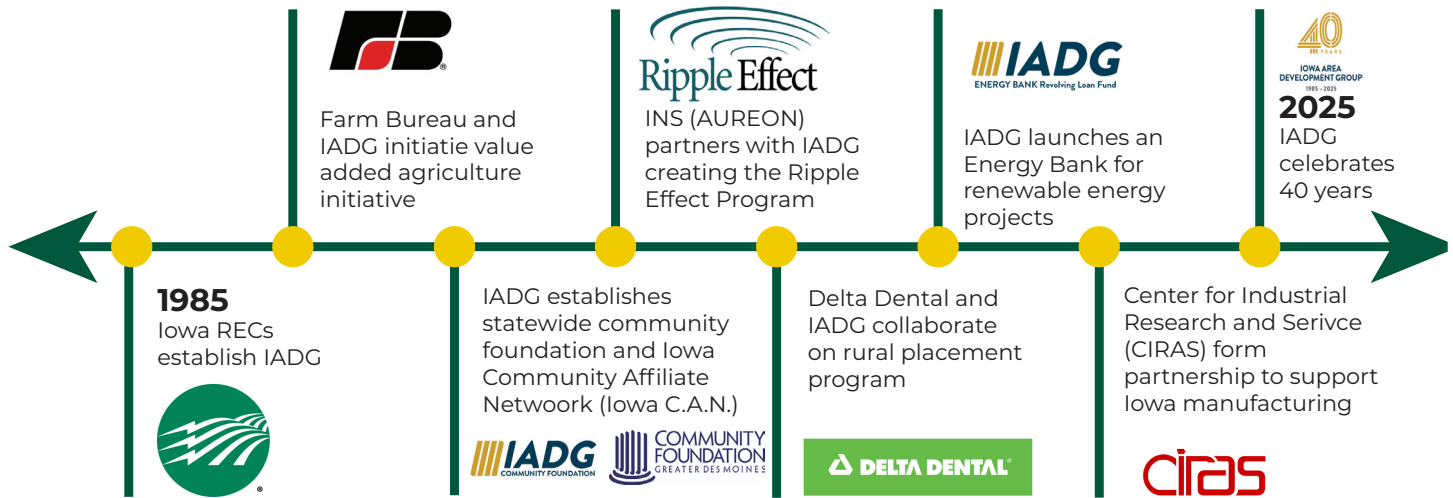 1985
Iowa RECs
establish IADG
®
FB
®
Farm Bureau and
IADG initiatie value
added agriculture
initiative
IADG establishes
statewide community
foundation and Iowa
Community Affiliate
Netwoork (Iowa C.A.N.)
IADG
COMMUNITY FOUNDATION
COMMUNITY
FOUNDATION
GREATER DES MOINES
Ripple Effect
INS (AUREON)
partners with IADG
creating the Ripple
Effect Program
Delta Dental and
IADG collaborate
on rural placement
program
DELTA DENTAL®
IADG
ENERGY BANK Revolving Loan Fund
IADG launches an
Energy Bank for
renewable energy
projects
Center for Industrial
Research and Serivce
(CIRAS) form
partnership to support
Iowa manufacturing
ciras
40
YEARS
IOWA AREA
DEVELOPMENT GROUP
1985 - 2025
2025
IADG
celebrates
40 years